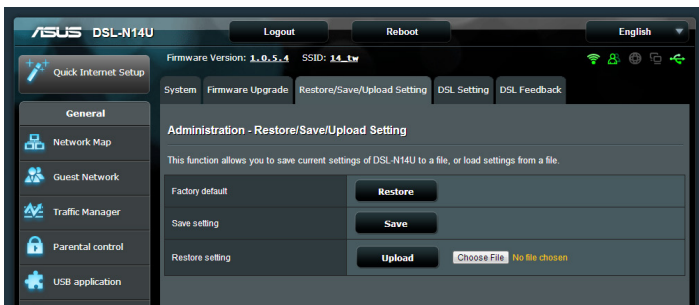 ASUS DSL-N14U Logout Reboot English
Quick Internet Setup
Firmware Version: 1.0.5.4 SSID: 14_tw
System Firmware Upgrade Restore/Save/Upload Setting DSL Setting DSL Feedback
General
Network Map
Guest Network
Traffic Manager
Parental control
USB application
Administration - Restore/Save/Upload Setting
This function allows you to save current settings of DSL-N14U to a file, or load settings from a file.
Factory default Restore
Save setting Save
Restore setting Upload Choose File No file chosen